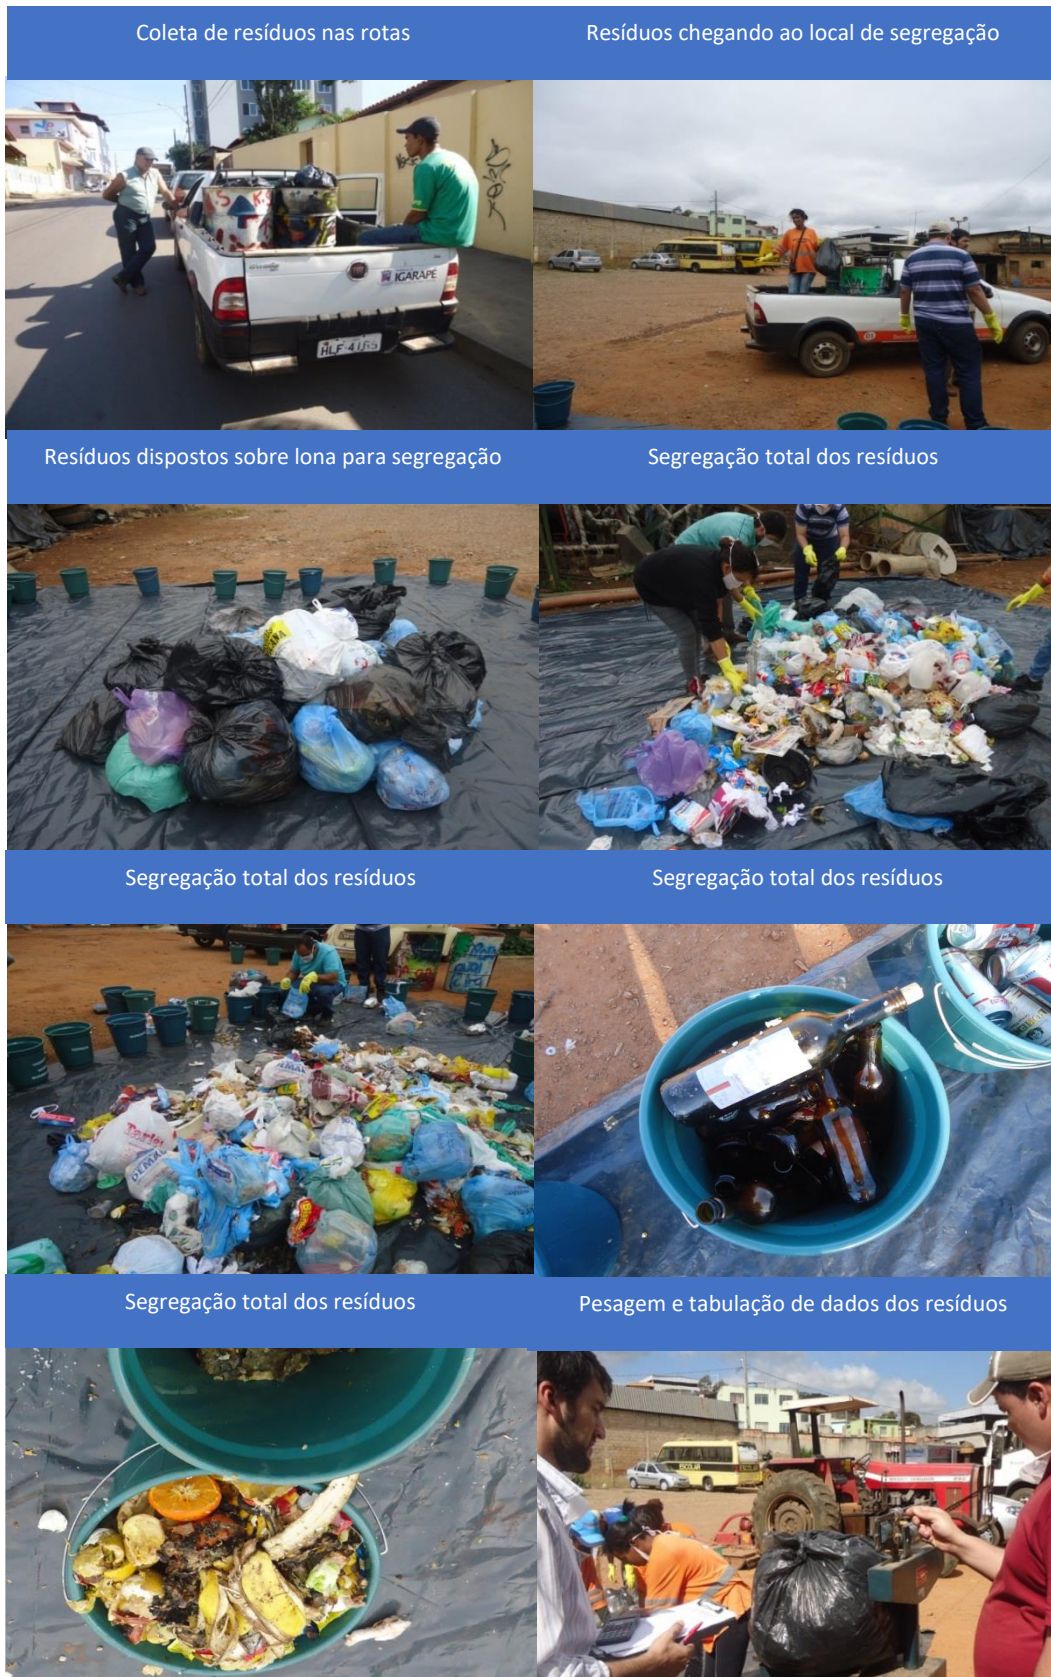 Coleta de resíduos nas rotas
Resíduos chegando ao local de segregação
IGARAPÉ
HLF-4165
Resíduos dispostos sobre lona para segregação
Segregação total dos resíduos
Segregação total dos resíduos
Segregação total dos resíduos
Segregação total dos resíduos
Pesagem e tabulação de dados dos resíduos
ESCOLAR